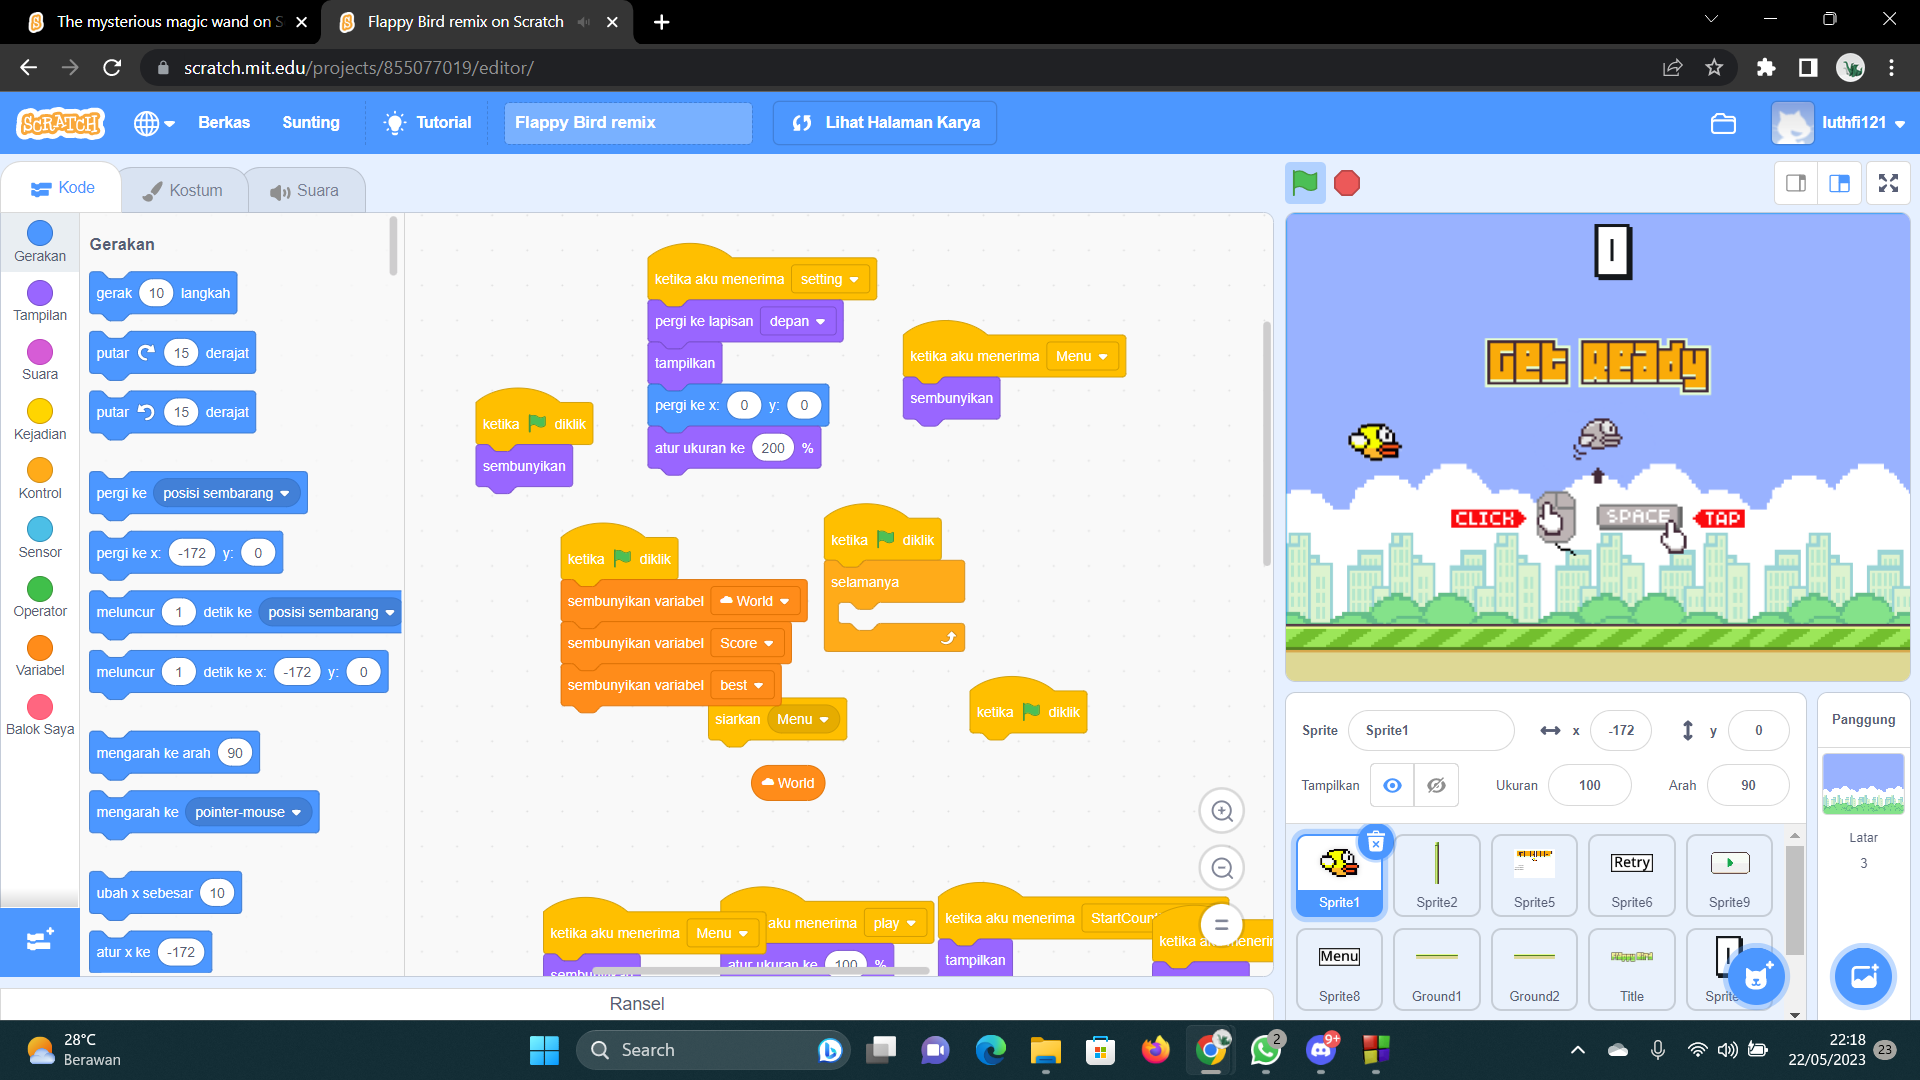 The mysterious magic wand on S
Flappy Bird remix on Scratch
scratch.mit.edu/projects/855077019/editor/
SCRATCH
Berkas
Sunting
Tutorial
Flappy Bird remix
Lihat Halaman Karya
luthfi121
Kode
Kostum
Suara
Gerakan
Tampilan
Suara
Kejadian
Kontrol
Sensor
Operator
Variabel
Balok Saya
Gerakan
gerak 10 langkah
putar 15 derajat
putar 15 derajat
pergi ke posisi sembarang
pergi ke x: -172 y: 0
meluncur 1 detik ke posisi sembarang
meluncur 1 detik ke x: -172 y: 0
mengarah ke arah 90
mengarah ke pointer-mouse
ubah x sebesar 10
atur x ke -172
ketika aku menerima setting
pergi ke lapisan depan
tampilkan
pergi ke x: 0 y: 0
atur ukuran ke 200 %
ketika aku menerima Menu
sembunyikan
ketika diklik
sembunyikan
ketika diklik
sembunyikan variabel World
sembunyikan variabel Score
sembunyikan variabel best
siarkan Menu
World
ketika diklik
selamanya
ketika diklik
ketika aku menerima Menu
aku menerima play
atur ukuran ke 100 %
ketika aku menerima StartCount
tampilkan
Ransel
Get Ready
CLICK
SPACE
TAP
Sprite Sprite1 x -172 y 0
Tampilkan Ukuran 100 Arah 90
Sprite1
Sprite2
Sprite5
Retry
Sprite6
Sprite9
Menu
Sprite8
Ground1
Ground2
Title
Panggung
Latar
3
28°C
Berawan
Search
2
9+
22:18
22/05/2023
23